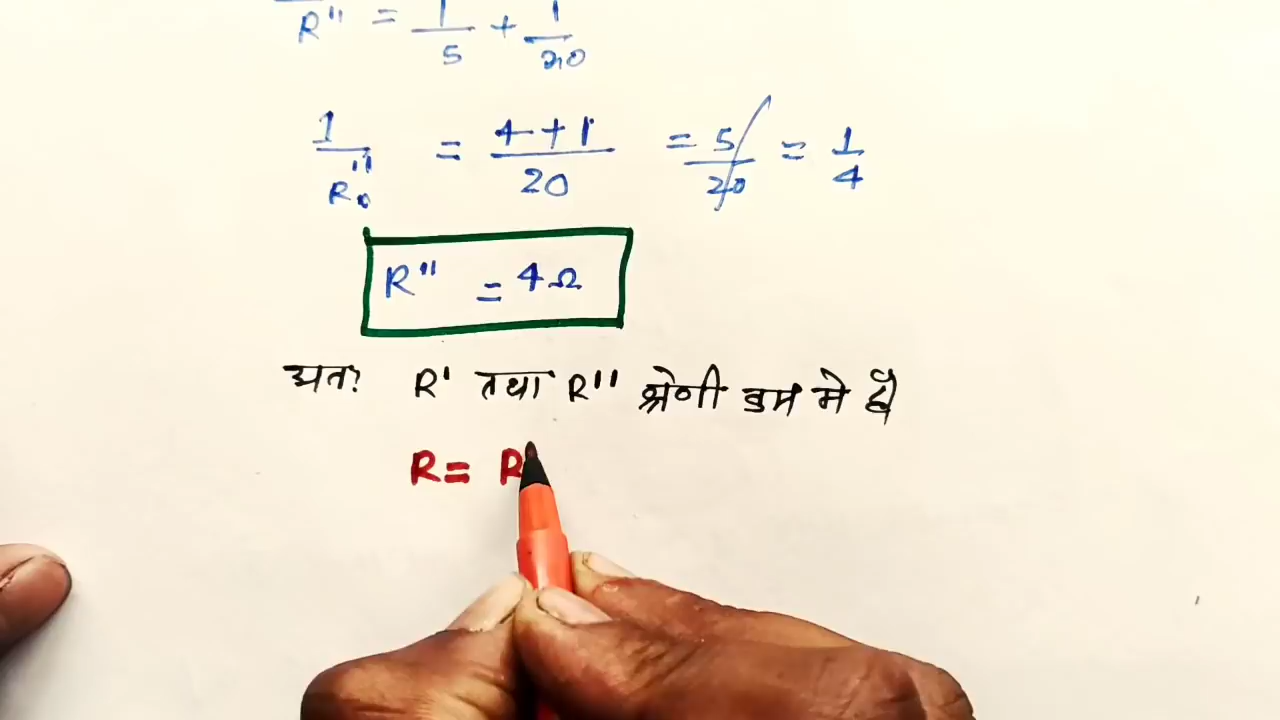 R'' = 1/5 + 1/20
1/R'' = 4+1/20 = 5/20 = 1/4
R'' = 4Ω
अतः R' तथा R'' श्रेणी क्रम मे है
R = R'